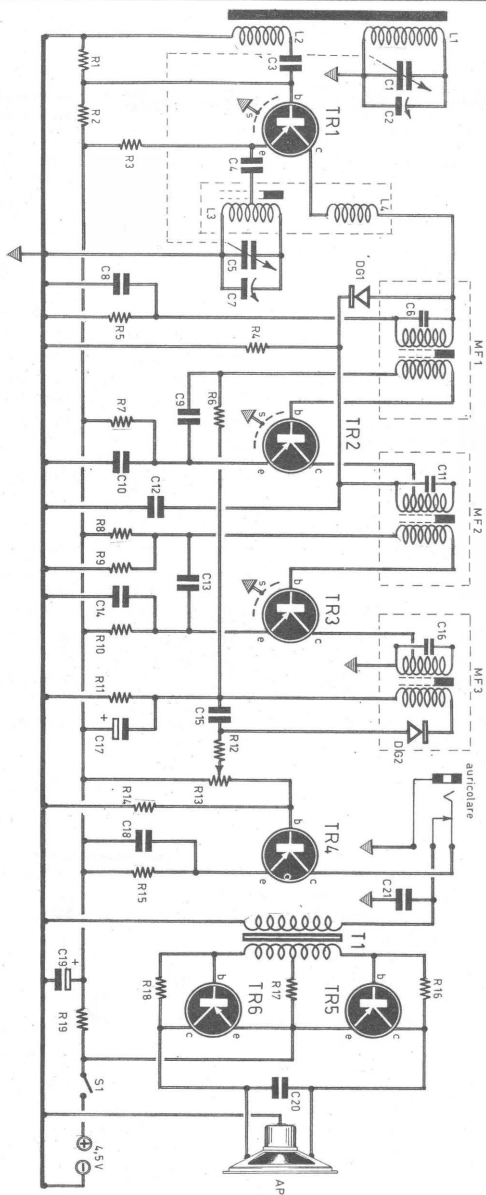 L1
C1
C2
L2
C3
R1
R2
R3
b
TR1
s
e
c
C4
L3
L4
C5
C7
C8
R5
R4
DG1
C6
MF1
R6
C9
R7
C10
b
TR2
s
e
c
C12
R8
R9
C11
MF2
C13
C14
R10
b
TR3
s
e
c
C16
MF3
R11
C17
+
C15
R12
R13
DG2
auricolare
R14
C18
R15
b
TR4
e
c
C21
T1
R16
R17
R18
b
TR5
c
e
b
TR6
e
c
C19
+
R19
S1
C20
AP
4,5V
+
−